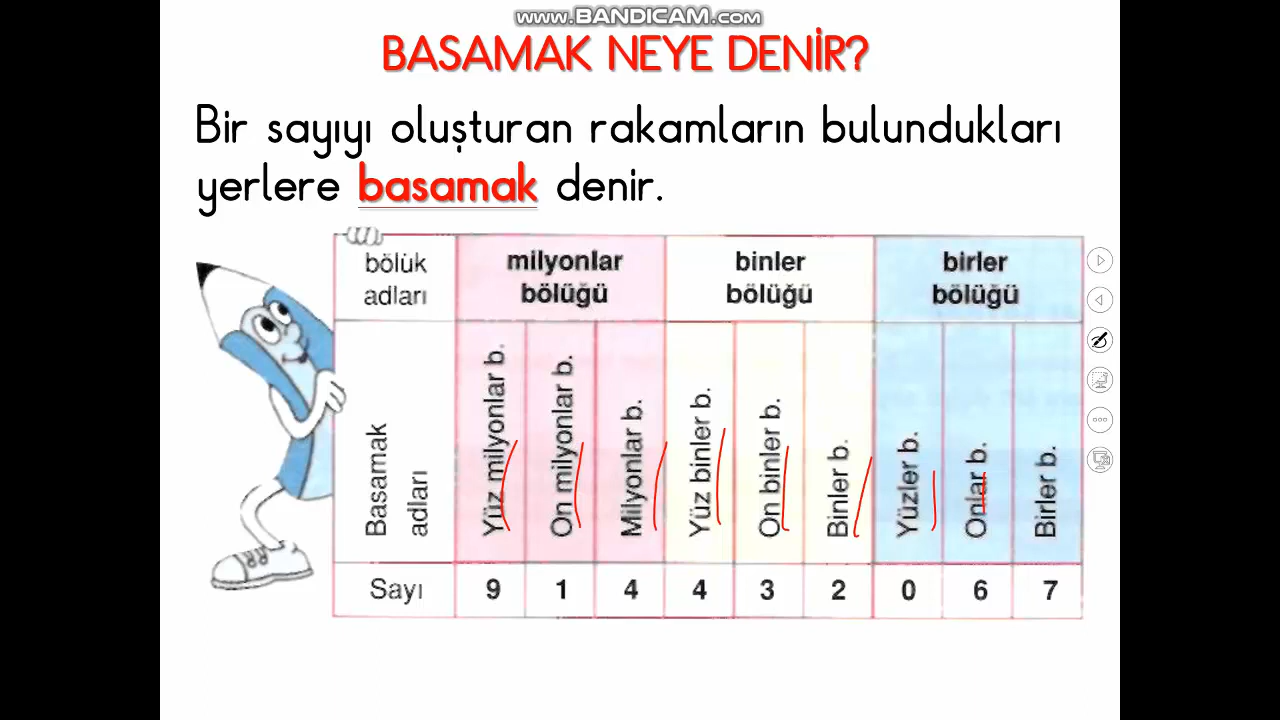 www.BANDICAM.com
BASAMAK NEYE DENİR?
Bir sayıyı oluşturan rakamların bulundukları
yerlere basamak denir.
bölük adları
milyonlar bölüğü
binler bölüğü
birler bölüğü
Basamak adları
Yüz milyonlar b.
On milyonlar b.
Milyonlar b.
Yüz binler b.
On binler b.
Binler b.
Yüzler b.
Onlar b.
Birler b.
Sayı 9 1 4 4 3 2 0 6 7